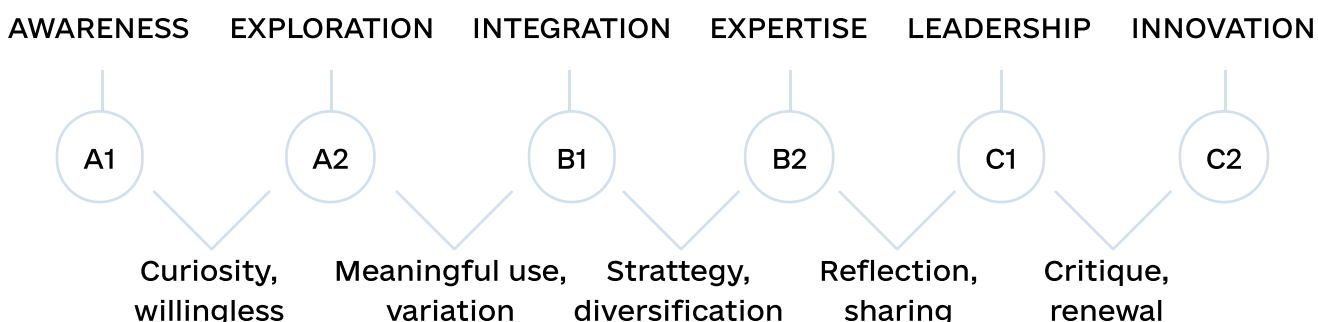 AWARENESS EXPLORATION INTEGRATION EXPERTISE LEADERSHIP INNOVATION
A1 A2 B1 B2 C1 C2
Curiosity, Meaningful use, Strattegy, Reflection, Critique,
willingless variation diversification sharing renewal